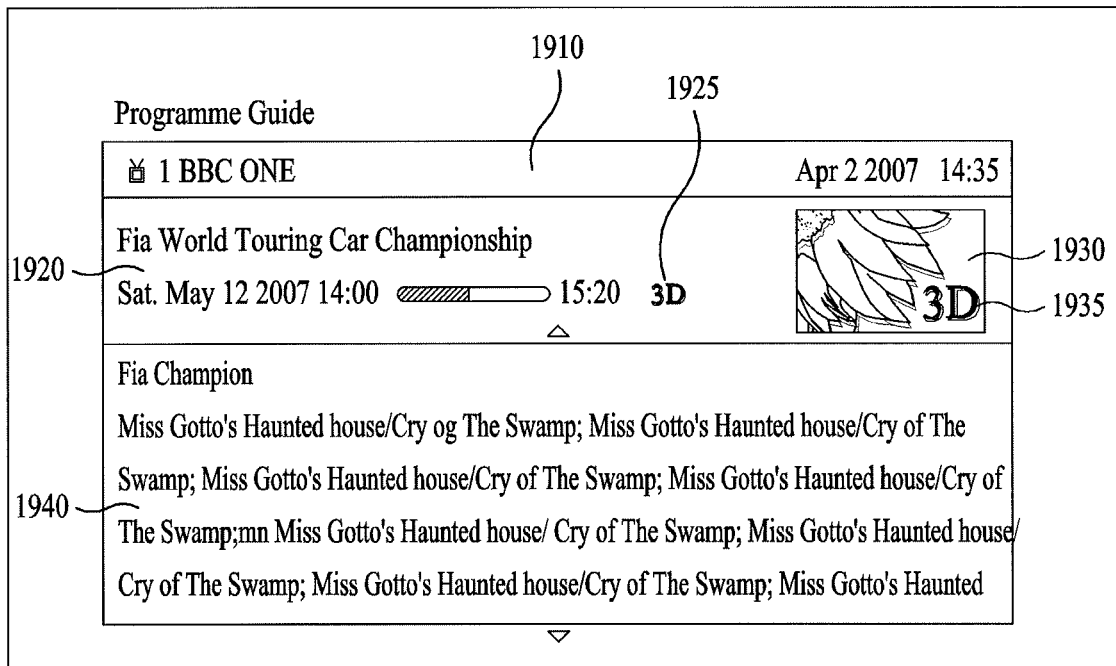 1910
1925
Programme Guide
1 BBC ONE Apr 2 2007 14:35
Fia World Touring Car Championship
1930
1920
Sat. May 12 2007 14:00 15:20 3D
3D 1935
Fia Champion
Miss Gotto's Haunted house/Cry og The Swamp; Miss Gotto's Haunted house/Cry of The
Swamp; Miss Gotto's Haunted house/Cry of The Swamp; Miss Gotto's Haunted house/Cry of
1940
The Swamp;mn Miss Gotto's Haunted house/ Cry of The Swamp; Miss Gotto's Haunted house/
Cry of The Swamp; Miss Gotto's Haunted house/Cry of The Swamp; Miss Gotto's Haunted